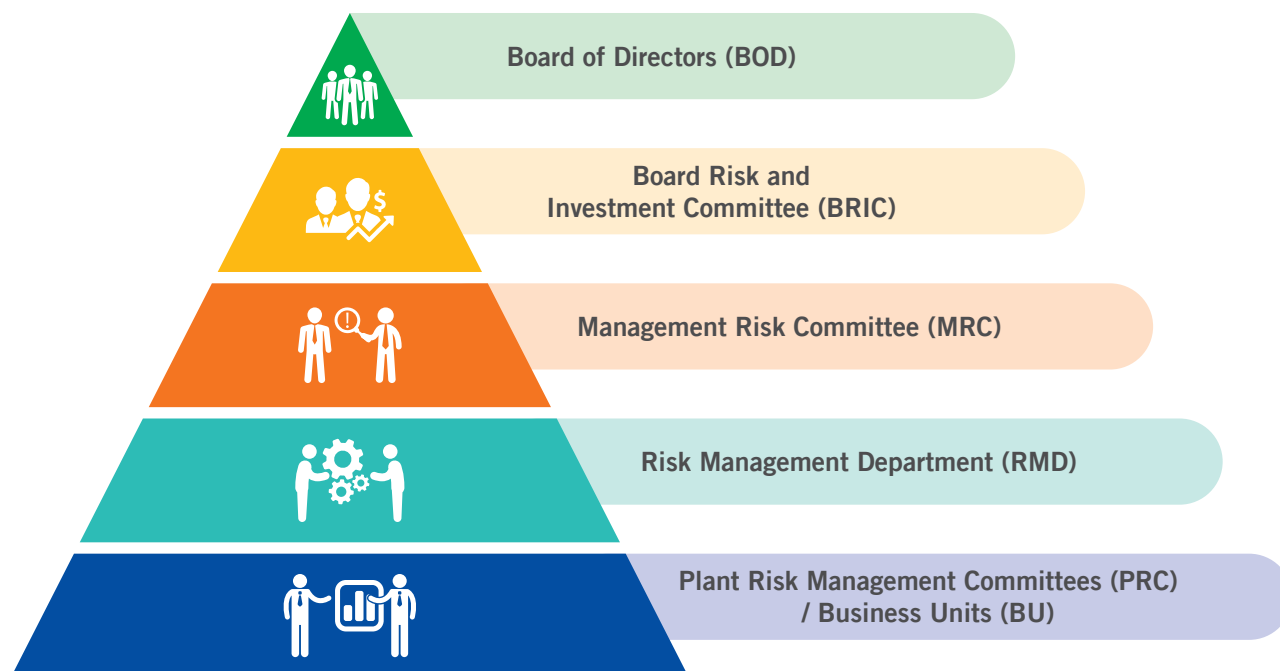 Board of Directors (BOD)
$
Board Risk and
Investment Committee (BRIC)
!
Management Risk Committee (MRC)
Risk Management Department (RMD)
Plant Risk Management Committees (PRC)
/ Business Units (BU)